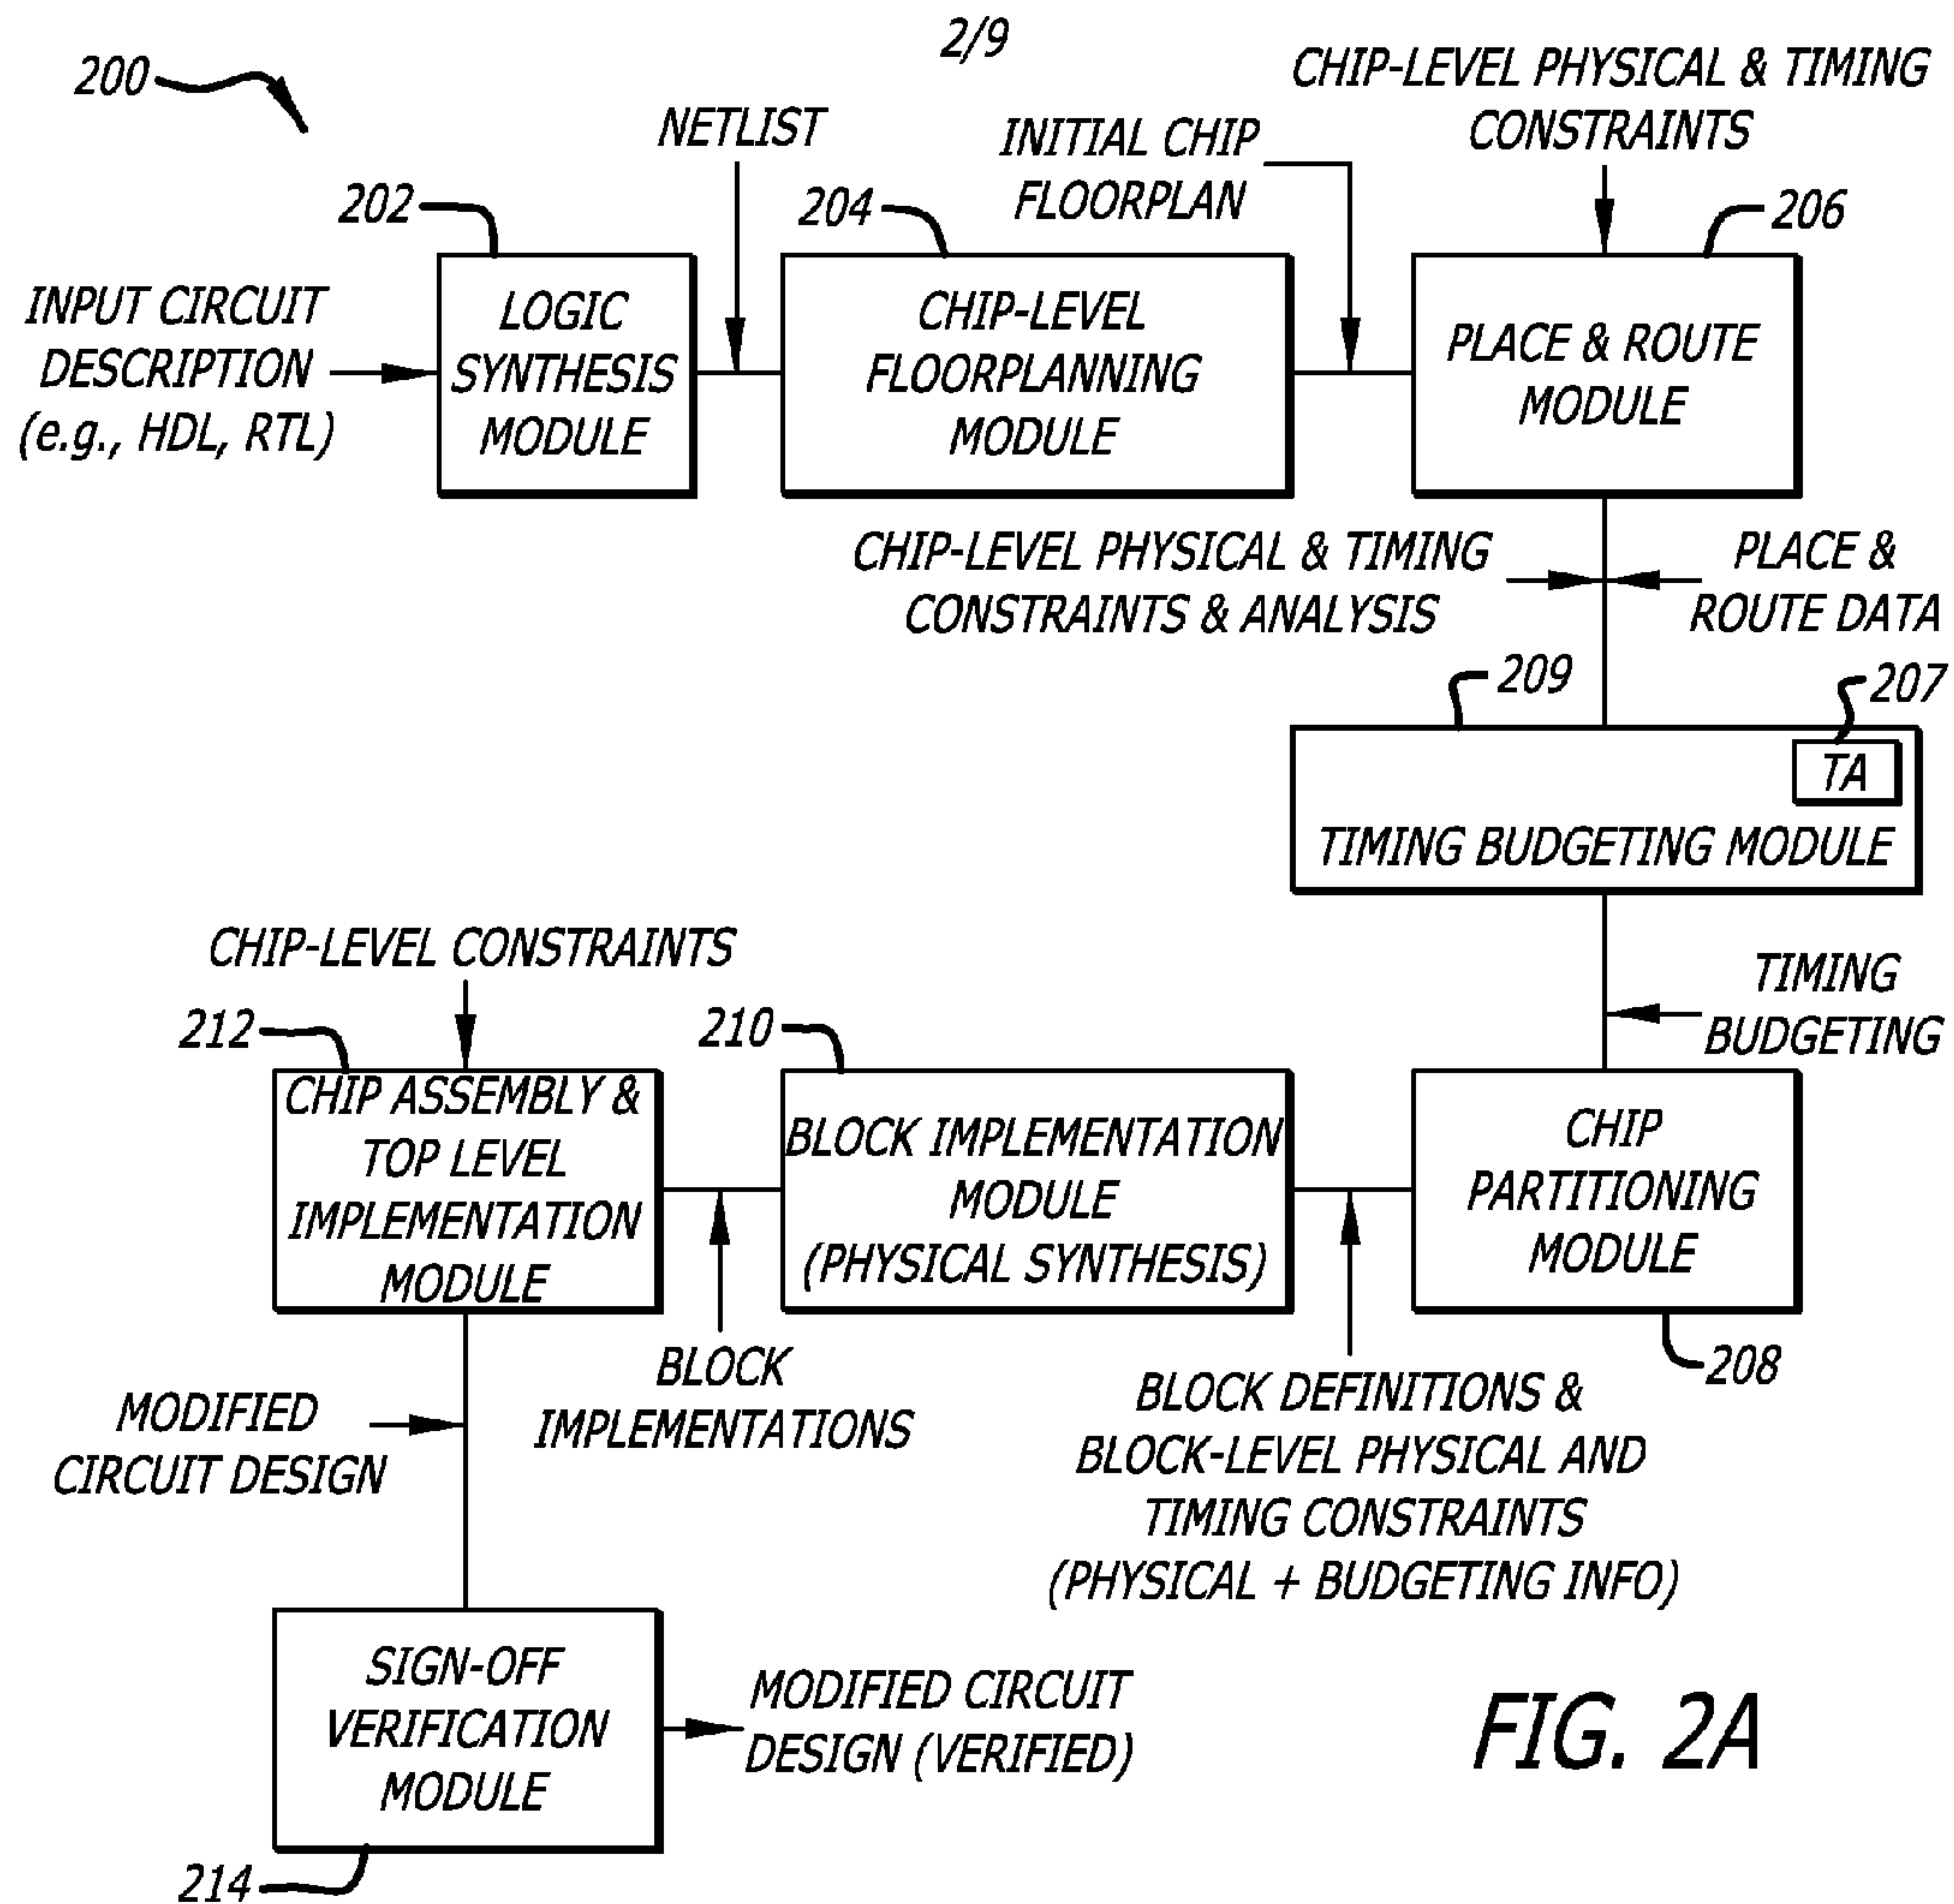 2/9
200
NETLIST
INITIAL CHIP
FLOORPLAN
CHIP-LEVEL PHYSICAL & TIMING
CONSTRAINTS
202
204
206
INPUT CIRCUIT
DESCRIPTION
(e.g., HDL, RTL)
LOGIC
SYNTHESIS
MODULE
CHIP-LEVEL
FLOORPLANNING
MODULE
PLACE & ROUTE
MODULE
CHIP-LEVEL PHYSICAL & TIMING
CONSTRAINTS & ANALYSIS
PLACE &
ROUTE DATA
209
207
TA
TIMING BUDGETING MODULE
TIMING
BUDGETING
CHIP-LEVEL CONSTRAINTS
212
210
CHIP ASSEMBLY &
TOP LEVEL
IMPLEMENTATION
MODULE
BLOCK IMPLEMENTATION
MODULE
(PHYSICAL SYNTHESIS)
CHIP
PARTITIONING
MODULE
208
BLOCK
IMPLEMENTATIONS
BLOCK DEFINITIONS &
BLOCK-LEVEL PHYSICAL AND
TIMING CONSTRAINTS
(PHYSICAL + BUDGETING INFO)
MODIFIED
CIRCUIT DESIGN
SIGN-OFF
VERIFICATION
MODULE
MODIFIED CIRCUIT
DESIGN (VERIFIED)
214
FIG. 2A